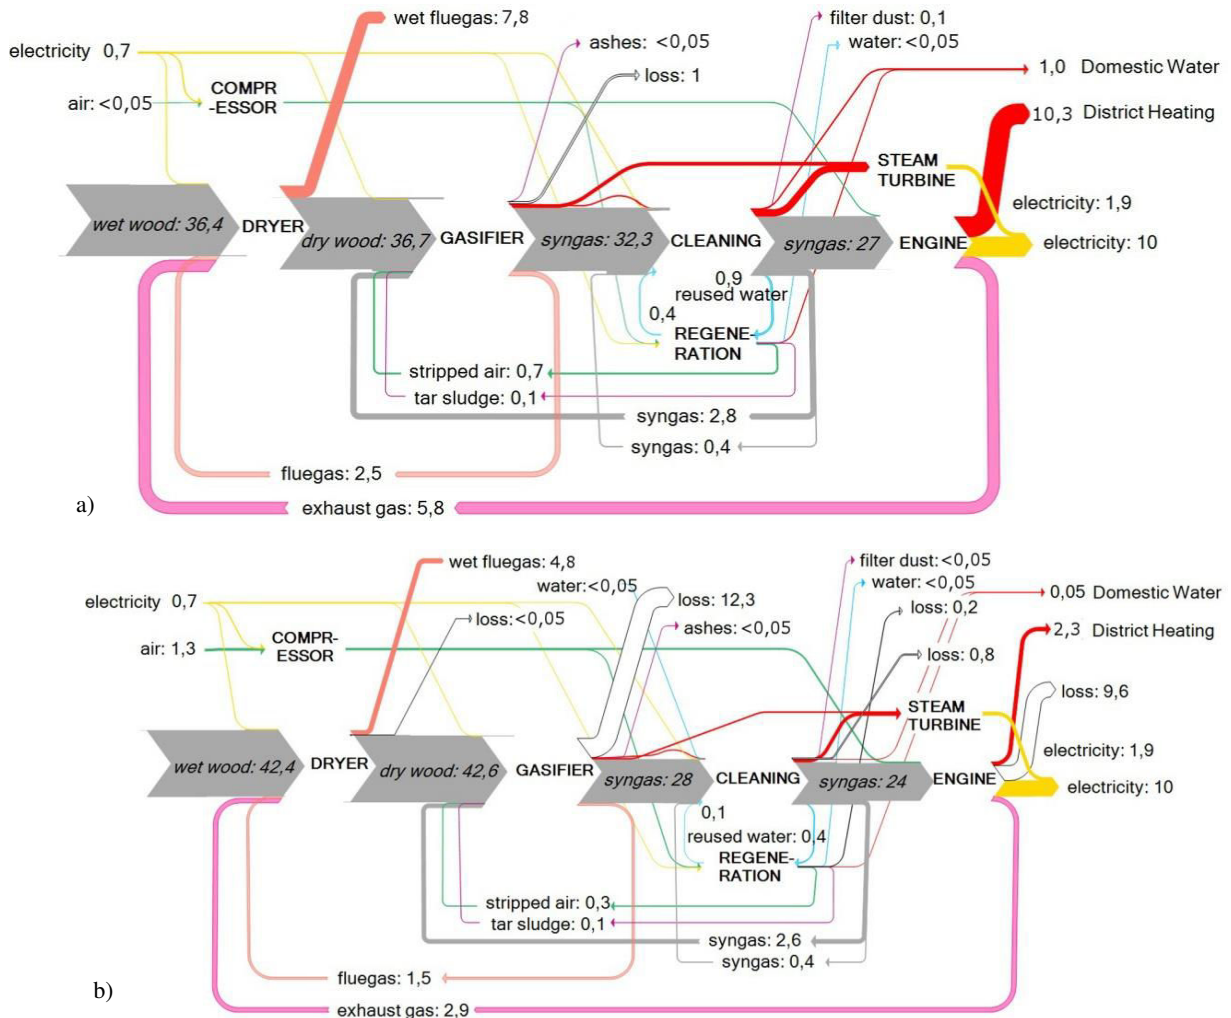 wet fluegas: 7,8
filter dust: 0,1
electricity 0,7
ashes: <0,05
water: <0,05
loss: 1
1,0 Domestic Water
COMPR
-ESSOR
air: <0,05
10,3 District Heating
STEAM
TURBINE
electricity: 1,9
wet wood: 36,4
DRYER
dry wood: 36,7
GASIFIER
syngas: 32,3
CLEANING
syngas: 27
ENGINE
electricity: 10
0,9
reused water
0,4
REGENE-
RATION
stripped air: 0,7
tar sludge: 0,1
syngas: 2,8
syngas: 0,4
fluegas: 2,5
a)
exhaust gas: 5,8
wet fluegas: 4,8
filter dust: <0,05
water: <0,05
water: <0,05
electricity 0,7
loss: 12,3
0,05 Domestic Water
loss: 0,2
loss: <0,05
ashes: <0,05
2,3 District Heating
COMPR-
ESSOR
air: 1,3
loss: 0,8
loss: 9,6
STEAM
TURBINE
electricity: 1,9
wet wood: 42,4
DRYER
dry wood: 42,6
GASIFIER
syngas: 28
CLEANING
syngas: 24
ENGINE
electricity: 10
0,1
reused water: 0,4
REGENE-
RATION
stripped air: 0,3
tar sludge: 0,1
syngas: 2,6
syngas: 0,4
fluegas: 1,5
b)
exhaust gas: 2,9